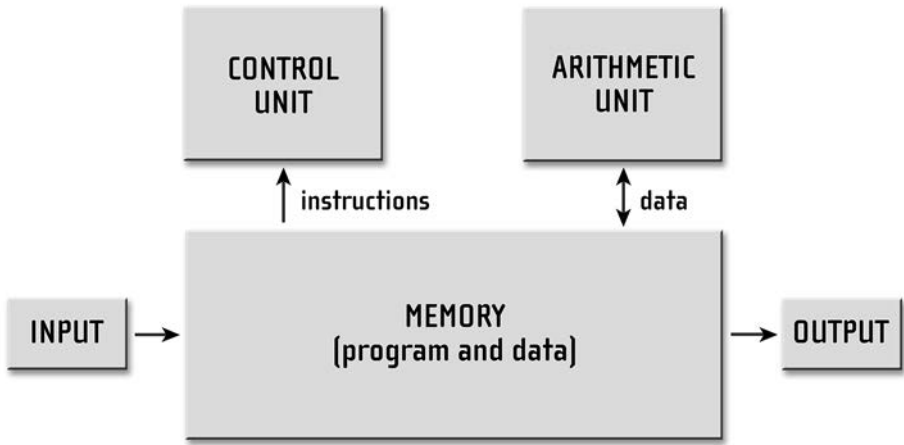 CONTROL
UNIT
ARITHMETIC
UNIT
instructions
data
INPUT
MEMORY
(program and data)
OUTPUT